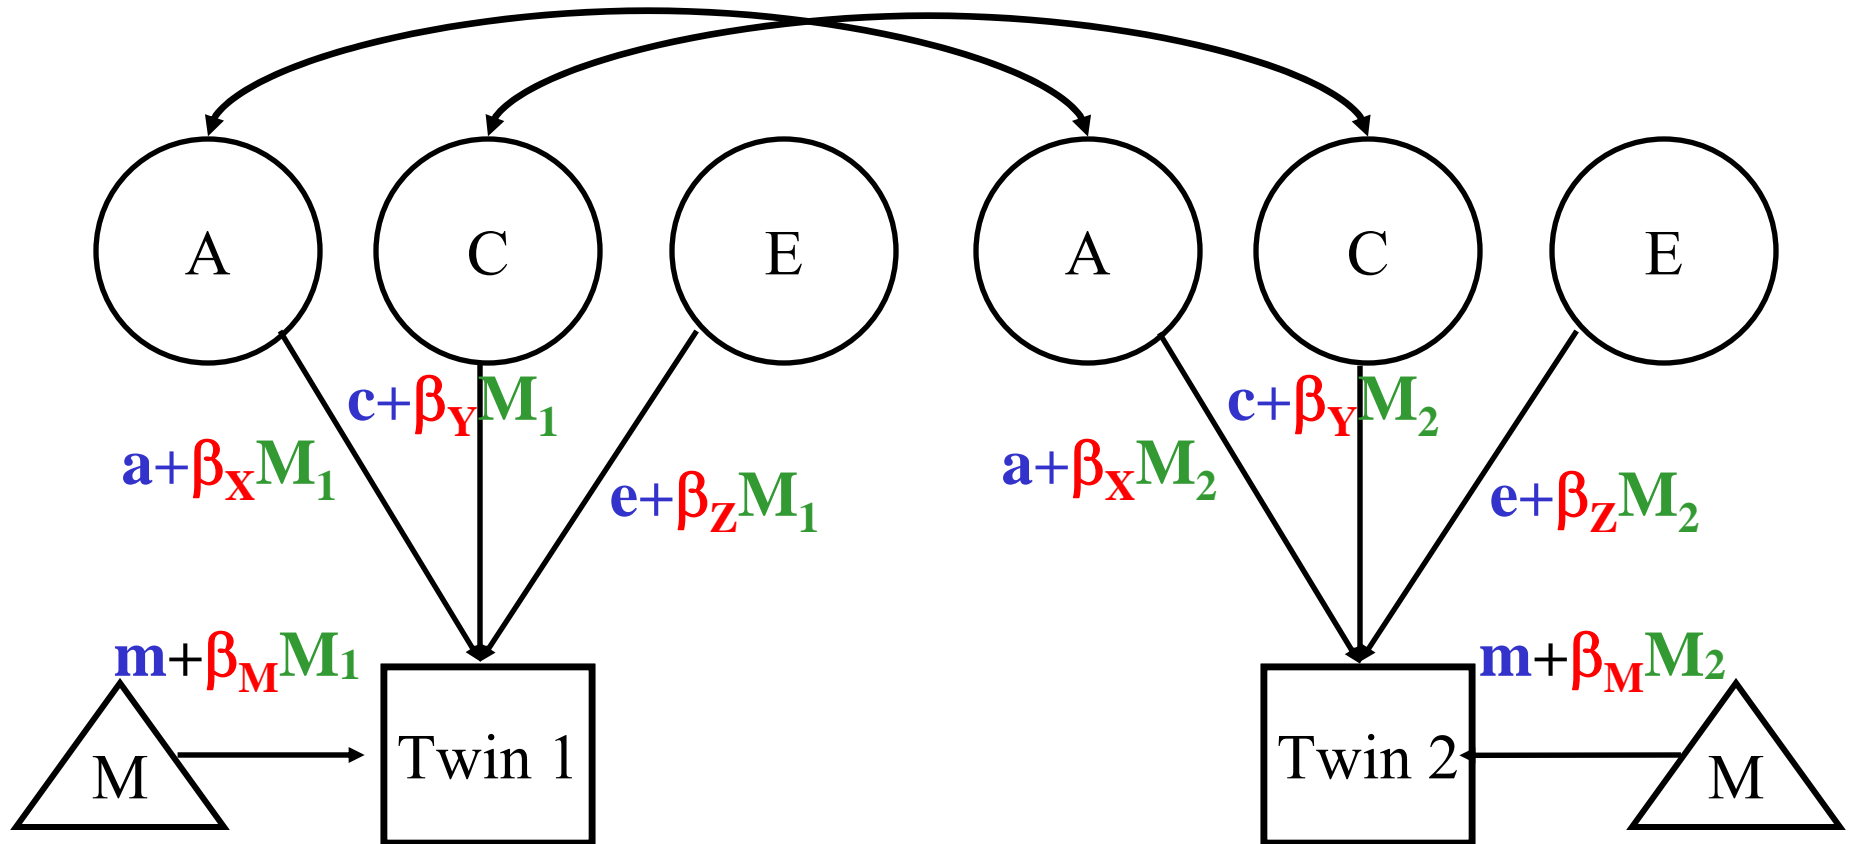 A C E A C E
c+βYM1 c+βYM2
a+βXM1 e+βZM1 a+βXM2 e+βZM2
m+βMM1 m+βMM2
M Twin 1 Twin 2 M